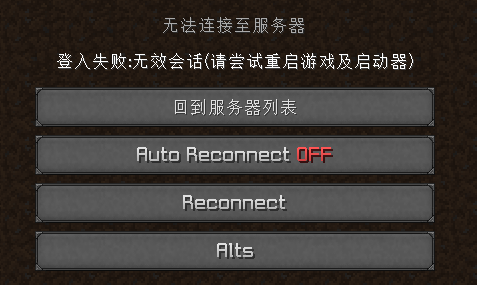 无法连接至服务器
登入失败:无效会话(请尝试重启游戏及启动器)
回到服务器列表
Auto Reconnect OFF
Reconnect
Alts